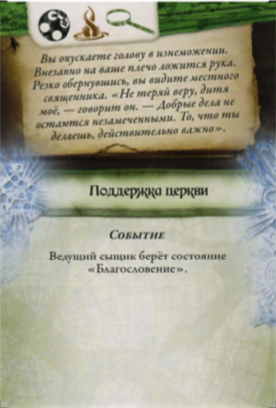 Вы опускаете голову в изнеможении.
Внезапно на ваше плечо ложится рука.
Резко обернувшись, вы видите местного
священника. «Не теряй веру, дитя
моё, — говорит он. — Добрые дела не
остаются незамеченными. То, что ты
делаешь, действительно важно».
Поддержка церкви
Событие
Ведущий сыщик берёт состояние
«Благословение».